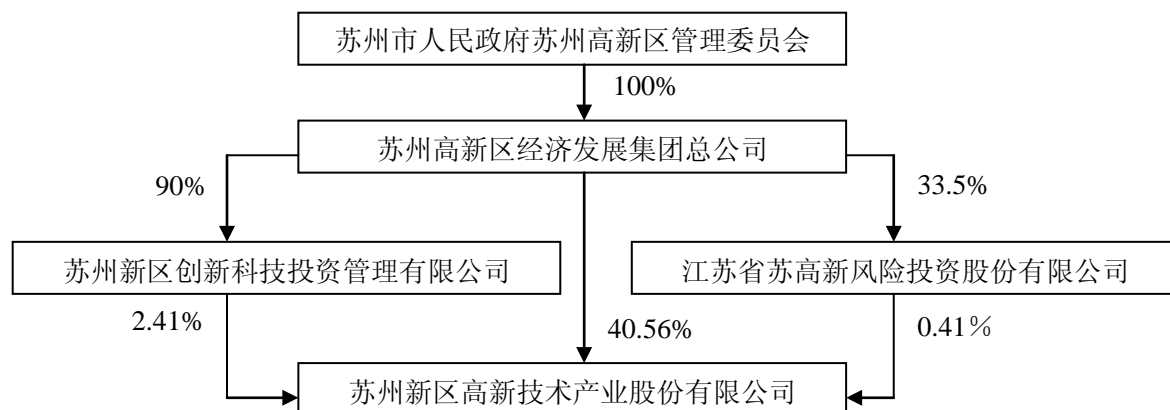 苏州市人民政府苏州高新区管理委员会
100%
苏州高新区经济发展集团总公司
90%
33.5%
苏州新区创新科技投资管理有限公司
江苏省苏高新风险投资股份有限公司
2.41%
40.56%
0.41％
苏州新区高新技术产业股份有限公司